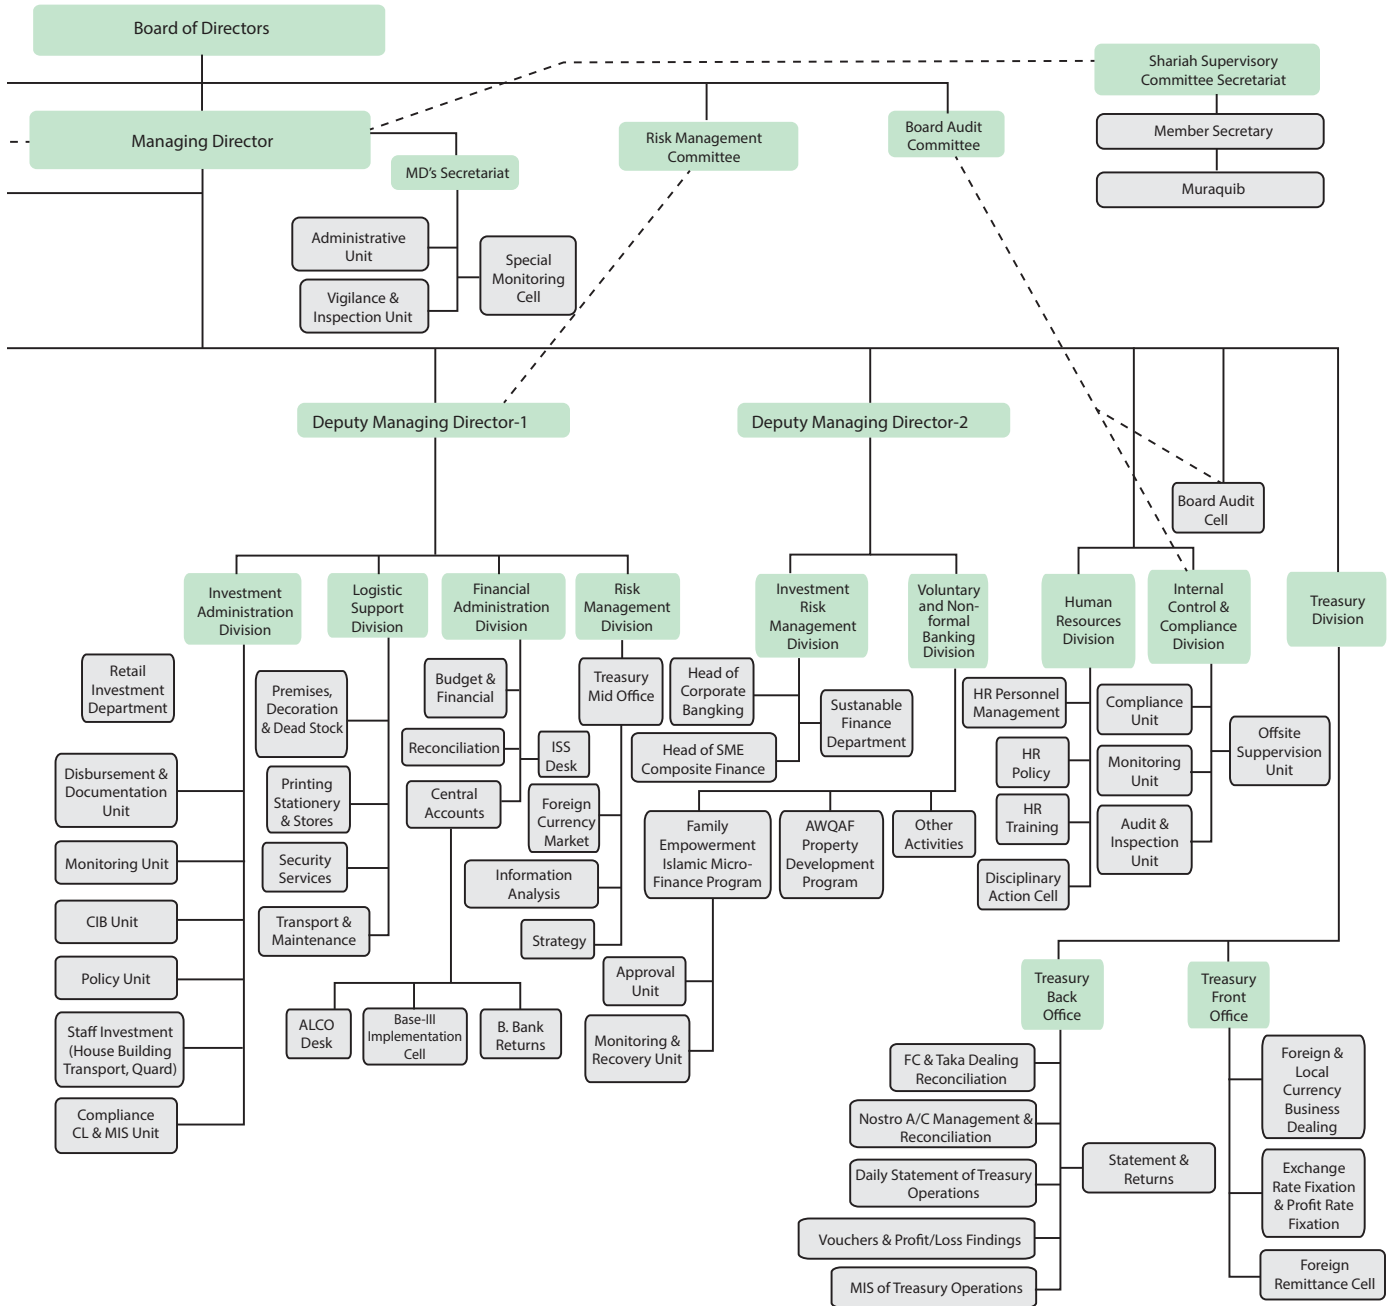 Board of Directors
Shariah Supervisory
Committee Secretariat
Member Secretary
Muraquib
Managing Director
MD's Secretariat
Risk Management
Committee
Board Audit
Committee
Administrative
Unit
Vigilance &
Inspection Unit
Special
Monitoring
Cell
Deputy Managing Director-1
Deputy Managing Director-2
Board Audit
Cell
Investment
Administration
Division
Logistic
Support
Division
Financial
Administration
Division
Risk
Management
Division
Investment
Risk
Management
Division
Voluntary
and Non-
formal
Banking
Division
Human
Resources
Division
Internal
Control &
Compliance
Division
Treasury
Division
Retail
Investment
Department
Disbursement &
Documentation
Unit
Monitoring Unit
CIB Unit
Policy Unit
Staff Investment
(House Building
Transport, Quard)
Compliance
CL & MIS Unit
Premises,
Decoration
& Dead Stock
Printing
Stationery
& Stores
Security
Services
Transport &
Maintenance
Budget &
Financial
Reconciliation
ISS
Desk
Central
Accounts
ALCO
Desk
Base-III
Implementation
Cell
B. Bank
Returns
Treasury
Mid Office
Foreign
Currency
Market
Information
Analysis
Strategy
Head of
Corporate
Bangking
Head of SME
Composite Finance
Sustanable
Finance
Department
Family
Empowerment
Islamic Micro-
Finance Program
AWQAF
Property
Development
Program
Other
Activities
Approval
Unit
Monitoring &
Recovery Unit
HR Personnel
Management
HR
Policy
HR
Training
Disciplinary
Action Cell
Compliance
Unit
Monitoring
Unit
Audit &
Inspection
Unit
Offsite
Suppervision
Unit
Treasury
Back
Office
Treasury
Front
Office
FC & Taka Dealing
Reconciliation
Nostro A/C Management &
Reconciliation
Daily Statement of Treasury
Operations
Vouchers & Profit/Loss Findings
MIS of Treasury Operations
Statement &
Returns
Foreign &
Local
Currency
Business
Dealing
Exchange
Rate Fixation
& Profit Rate
Fixation
Foreign
Remittance Cell